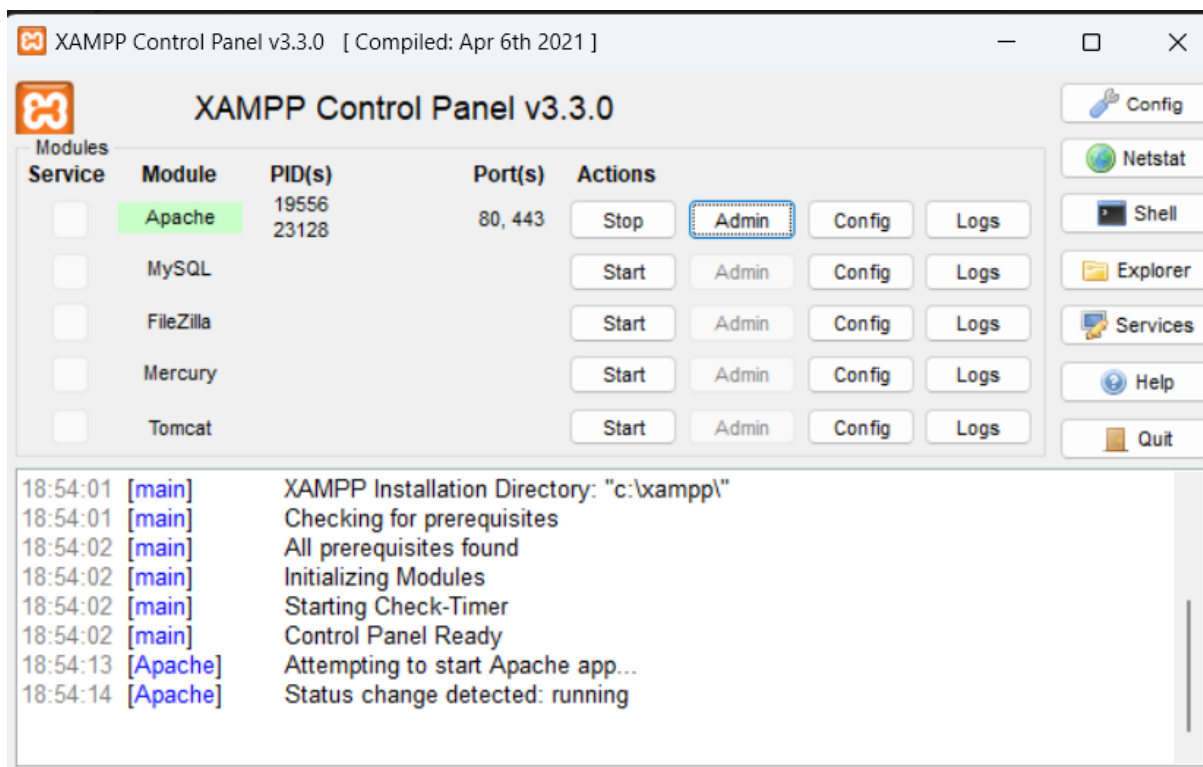 XAMPP Control Panel v3.3.0 [ Compiled: Apr 6th 2021 ]
XAMPP Control Panel v3.3.0
Config
Modules
Service Module PID(s) Port(s) Actions
Netstat
Apache 19556 23128 80, 443 Stop Admin Config Logs
Shell
MySQL Start Admin Config Logs
Explorer
FileZilla Start Admin Config Logs
Services
Mercury Start Admin Config Logs
Help
Tomcat Start Admin Config Logs
Quit
18:54:01 [main] XAMPP Installation Directory: "c:\xampp\"
18:54:01 [main] Checking for prerequisites
18:54:02 [main] All prerequisites found
18:54:02 [main] Initializing Modules
18:54:02 [main] Starting Check-Timer
18:54:02 [main] Control Panel Ready
18:54:13 [Apache] Attempting to start Apache app...
18:54:14 [Apache] Status change detected: running